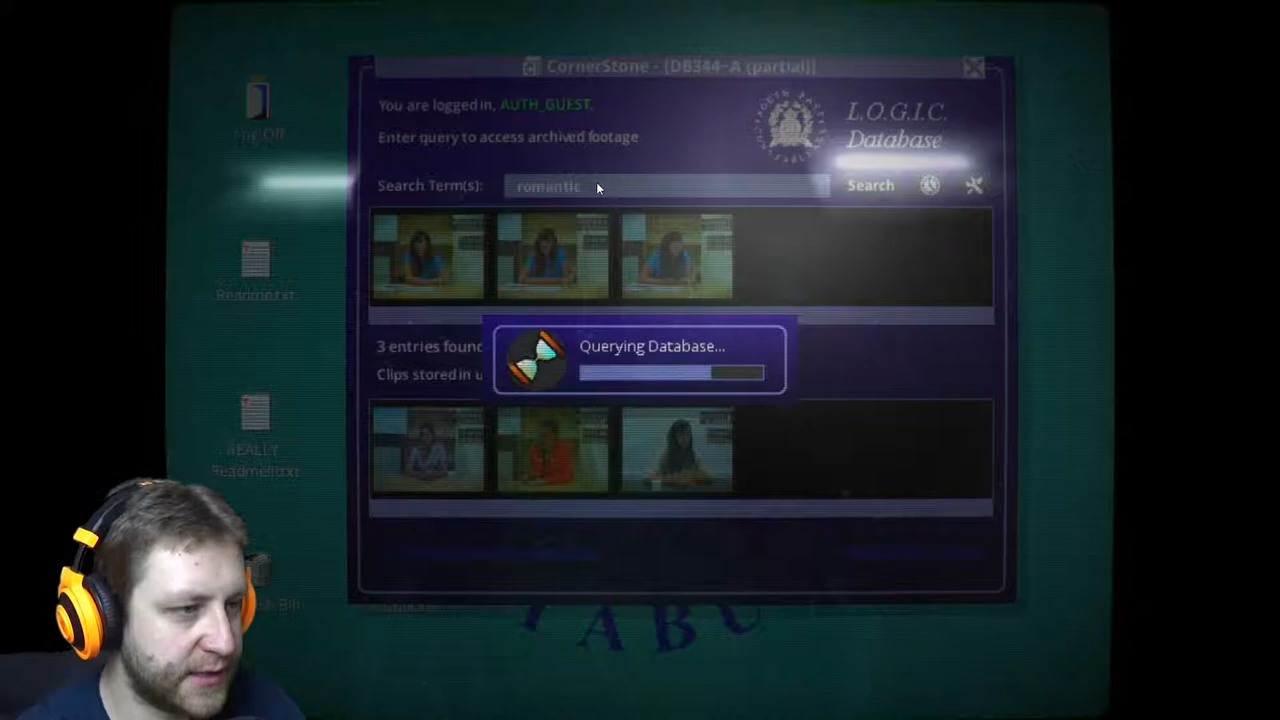 CornerStone - [DB344-A (partial)]
You are logged in, AUTH_GUEST.
Enter query to access archived footage
L.O.G.I.C.
Database
Search Term(s):
romantic
Search
3 entries found
Querying Database...
Clips stored in u
Readme.txt
REALLY
Readme!!.txt
TABU